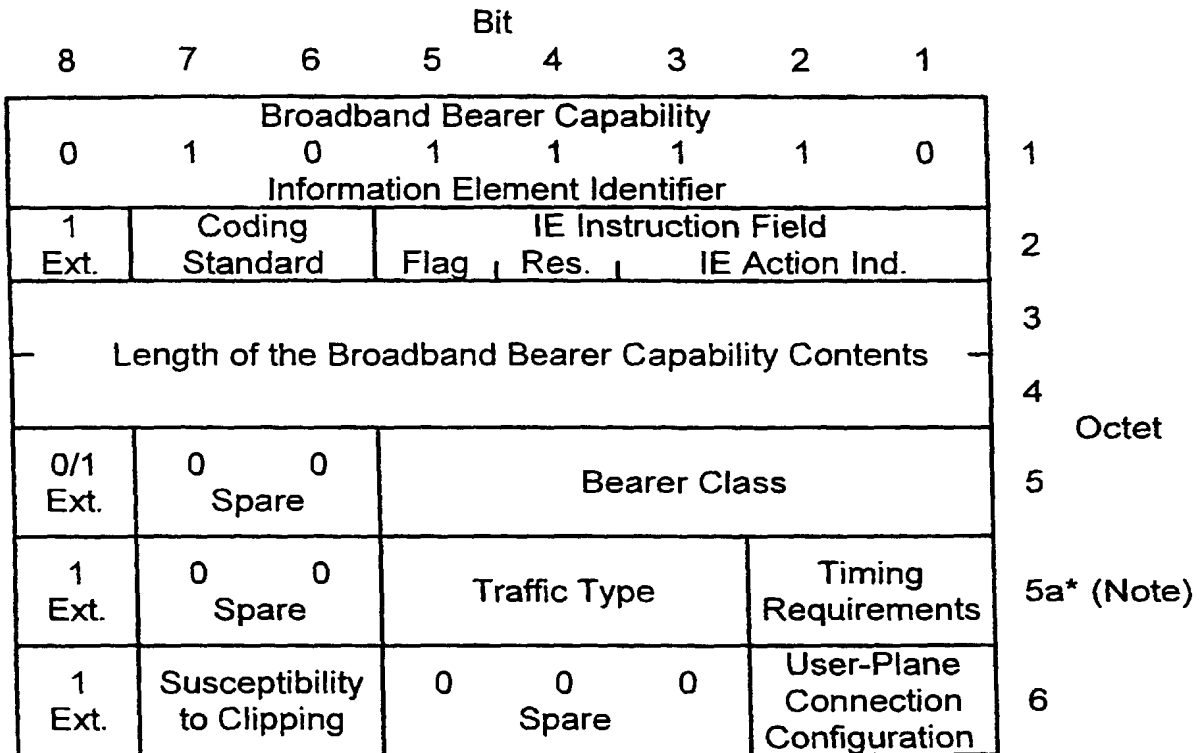 Bit
8 7 6 5 4 3 2 1
Broadband Bearer Capability
0 1 0 1 1 1 1 0 1
Information Element Identifier
1 Coding IE Instruction Field 2
Ext. Standard Flag Res. IE Action Ind.
3
Length of the Broadband Bearer Capability Contents
4
Octet
0/1 0 0 Bearer Class 5
Ext. Spare
1 0 0 Traffic Type Timing 5a* (Note)
Ext. Spare Requirements
1 Susceptibility 0 0 0 User-Plane 6
Ext. to Clipping Spare Connection
Configuration